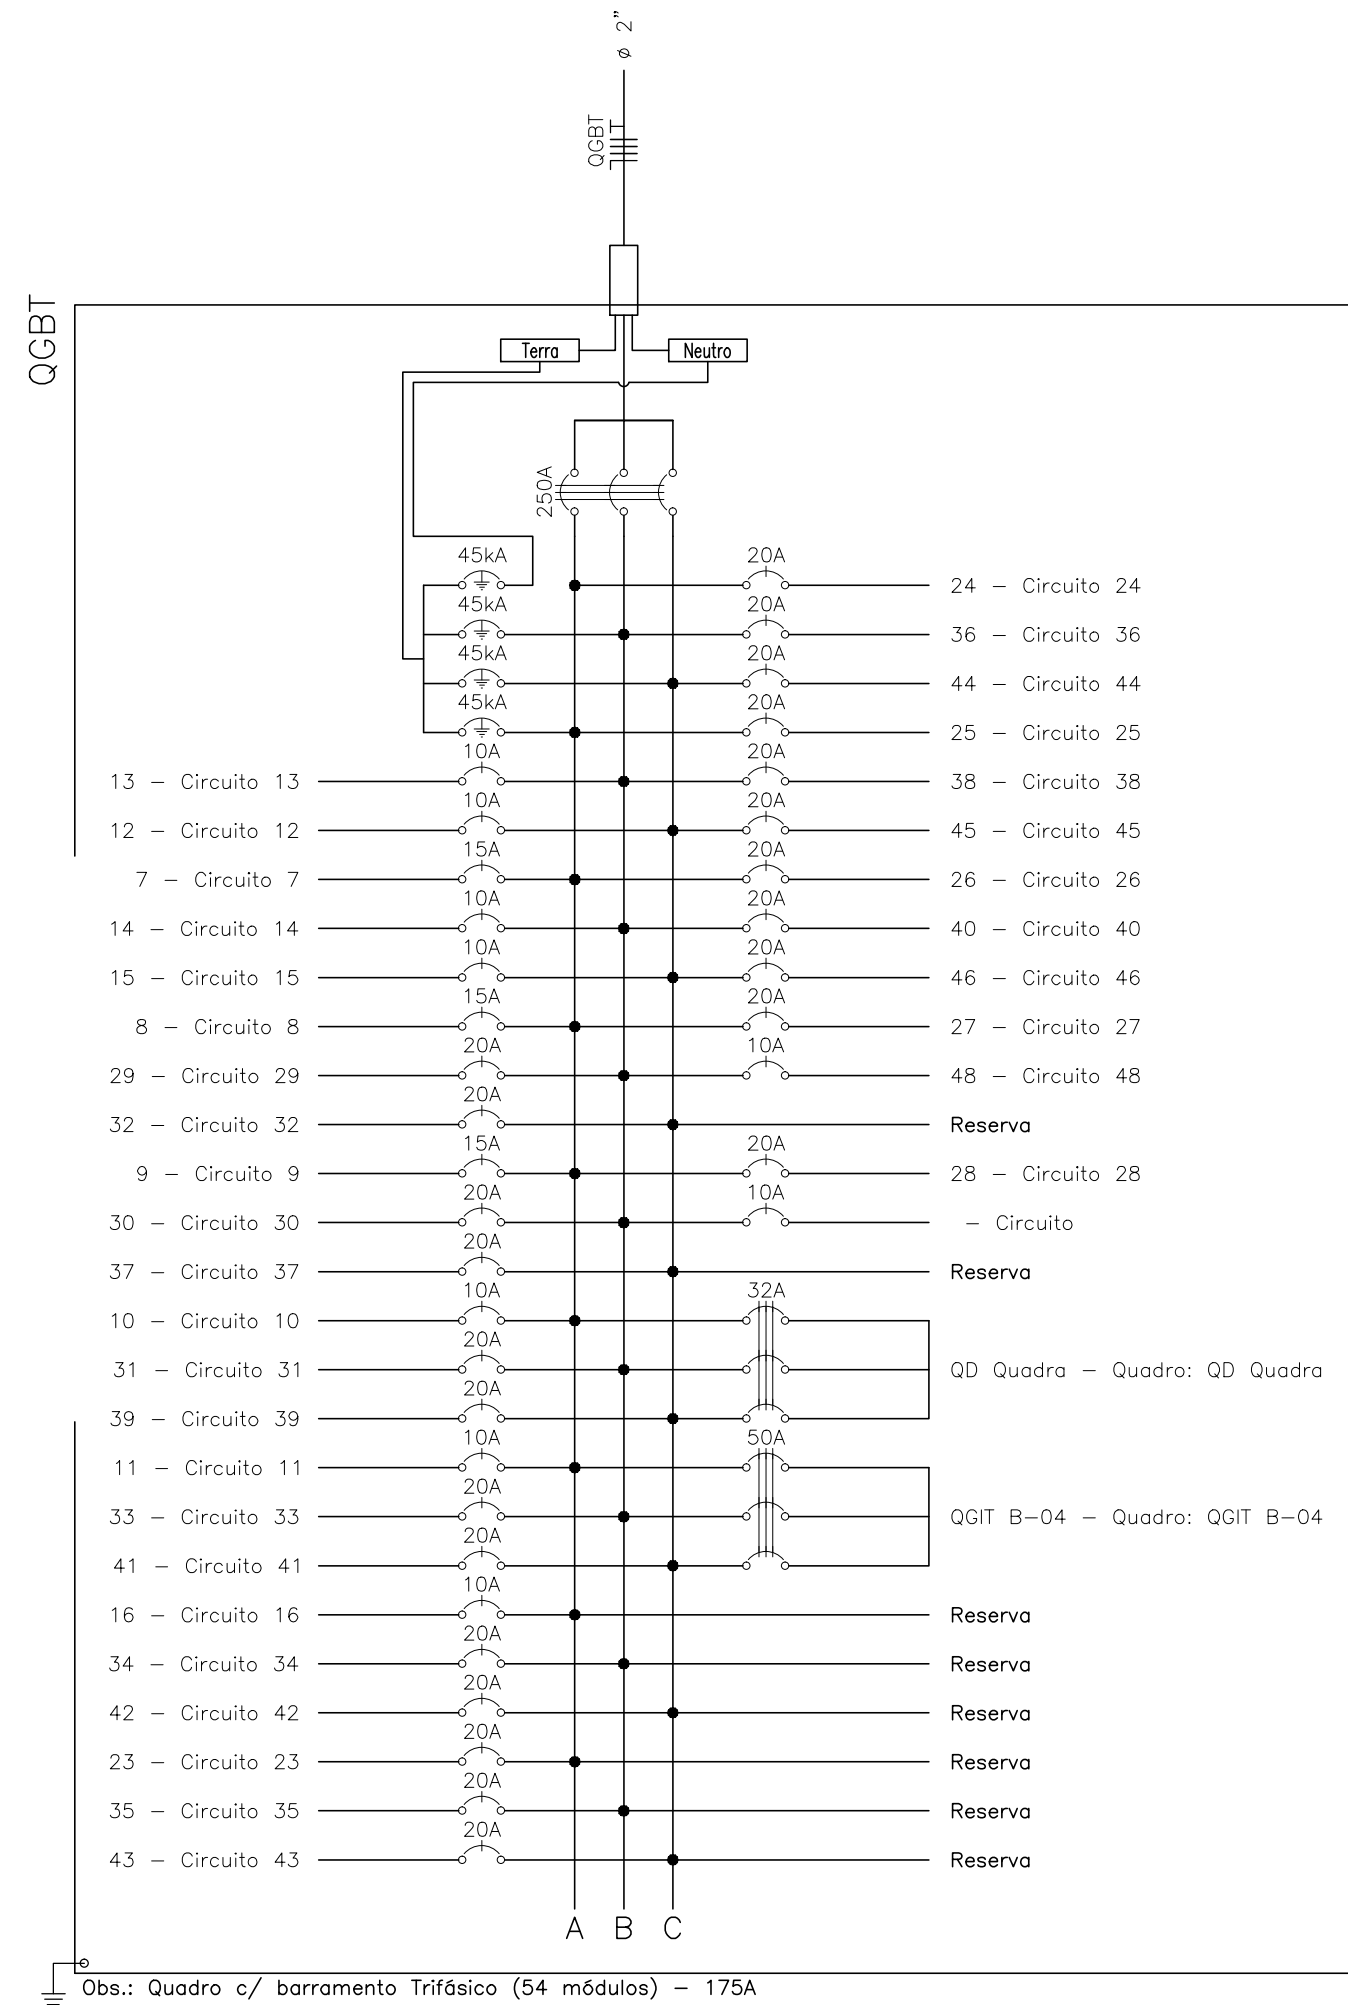 ø 2"
QGBT
QGBT
Terra
Neutro
250A
45kA
20A
24 – Circuito 24
45kA
20A
36 – Circuito 36
45kA
20A
44 – Circuito 44
45kA
20A
25 – Circuito 25
10A
20A
13 – Circuito 13
38 – Circuito 38
10A
20A
12 – Circuito 12
45 – Circuito 45
15A
20A
7 – Circuito 7
26 – Circuito 26
10A
20A
14 – Circuito 14
40 – Circuito 40
10A
20A
15 – Circuito 15
46 – Circuito 46
15A
20A
8 – Circuito 8
27 – Circuito 27
20A
10A
29 – Circuito 29
48 – Circuito 48
20A
32 – Circuito 32
Reserva
15A
20A
9 – Circuito 9
28 – Circuito 28
20A
10A
30 – Circuito 30
– Circuito
20A
37 – Circuito 37
Reserva
10A
32A
10 – Circuito 10
20A
31 – Circuito 31
QD Quadra – Quadro: QD Quadra
20A
39 – Circuito 39
10A
50A
11 – Circuito 11
20A
33 – Circuito 33
QGIT B–04 – Quadro: QGIT B–04
20A
41 – Circuito 41
10A
16 – Circuito 16
Reserva
20A
34 – Circuito 34
Reserva
20A
42 – Circuito 42
Reserva
20A
23 – Circuito 23
Reserva
20A
35 – Circuito 35
Reserva
20A
43 – Circuito 43
Reserva
A B C
Obs.: Quadro c/ barramento Trifásico (54 módulos) – 175A